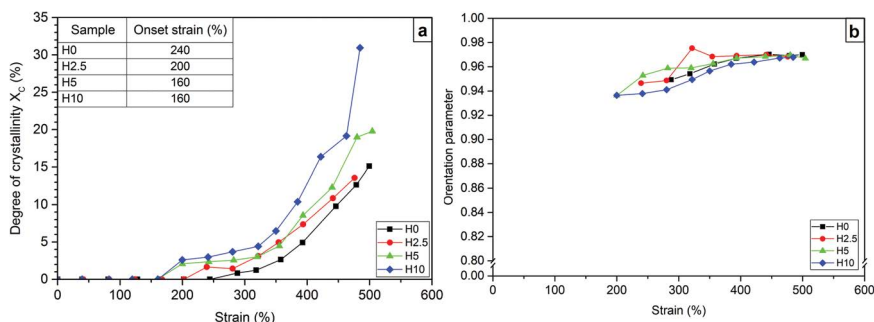 a
Sample Onset strain (%)
H0 240
H2.5 200
H5 160
H10 160
Degree of crystallinity X_C (%)
35
30
25
20
15
10
5
0
0 100 200 300 400 500 600
Strain (%)
H0
H2.5
H5
H10
b
Orentation parameter
1.00
0.98
0.96
0.94
0.92
0.90
0.88
0.86
0.84
0.82
0.80
0.00
0 100 200 300 400 500 600
Strain (%)
H0
H2.5
H5
H10